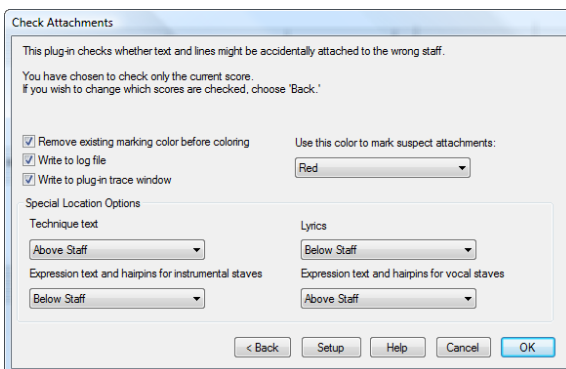 Check Attachments
This plug-in checks whether text and lines might be accidentally attached to the wrong staff.
You have chosen to check only the current score.
If you wish to change which scores are checked, choose 'Back.'
Remove existing marking color before coloring
Write to log file
Write to plug-in trace window
Use this color to mark suspect attachments:
Red
Special Location Options
Technique text
Above Staff
Lyrics
Below Staff
Expression text and hairpins for instrumental staves
Below Staff
Expression text and hairpins for vocal staves
Above Staff
< Back
Setup
Help
Cancel
OK